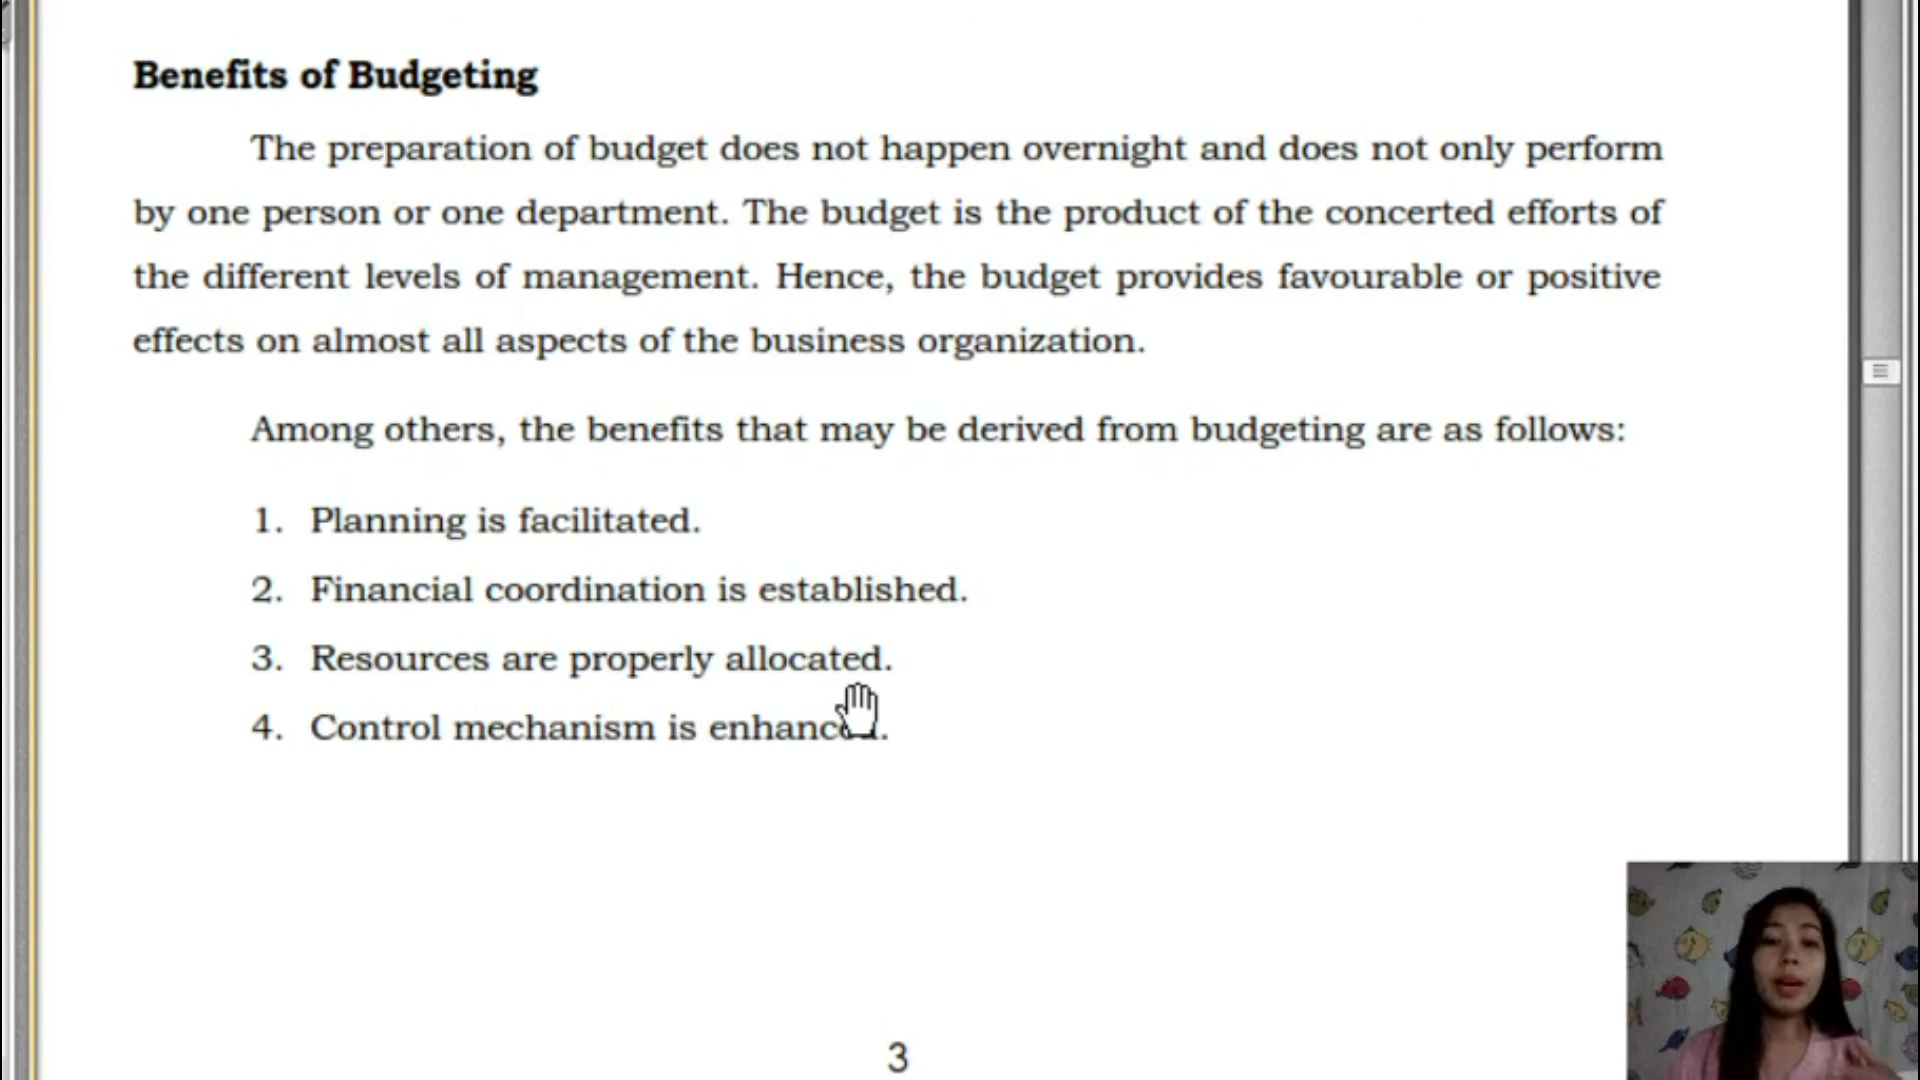 Benefits of Budgeting
The preparation of budget does not happen overnight and does not only perform
by one person or one department. The budget is the product of the concerted efforts of
the different levels of management. Hence, the budget provides favourable or positive
effects on almost all aspects of the business organization.
Among others, the benefits that may be derived from budgeting are as follows:
1. Planning is facilitated.
2. Financial coordination is established.
3. Resources are properly allocated.
4. Control mechanism is enhanced.
3